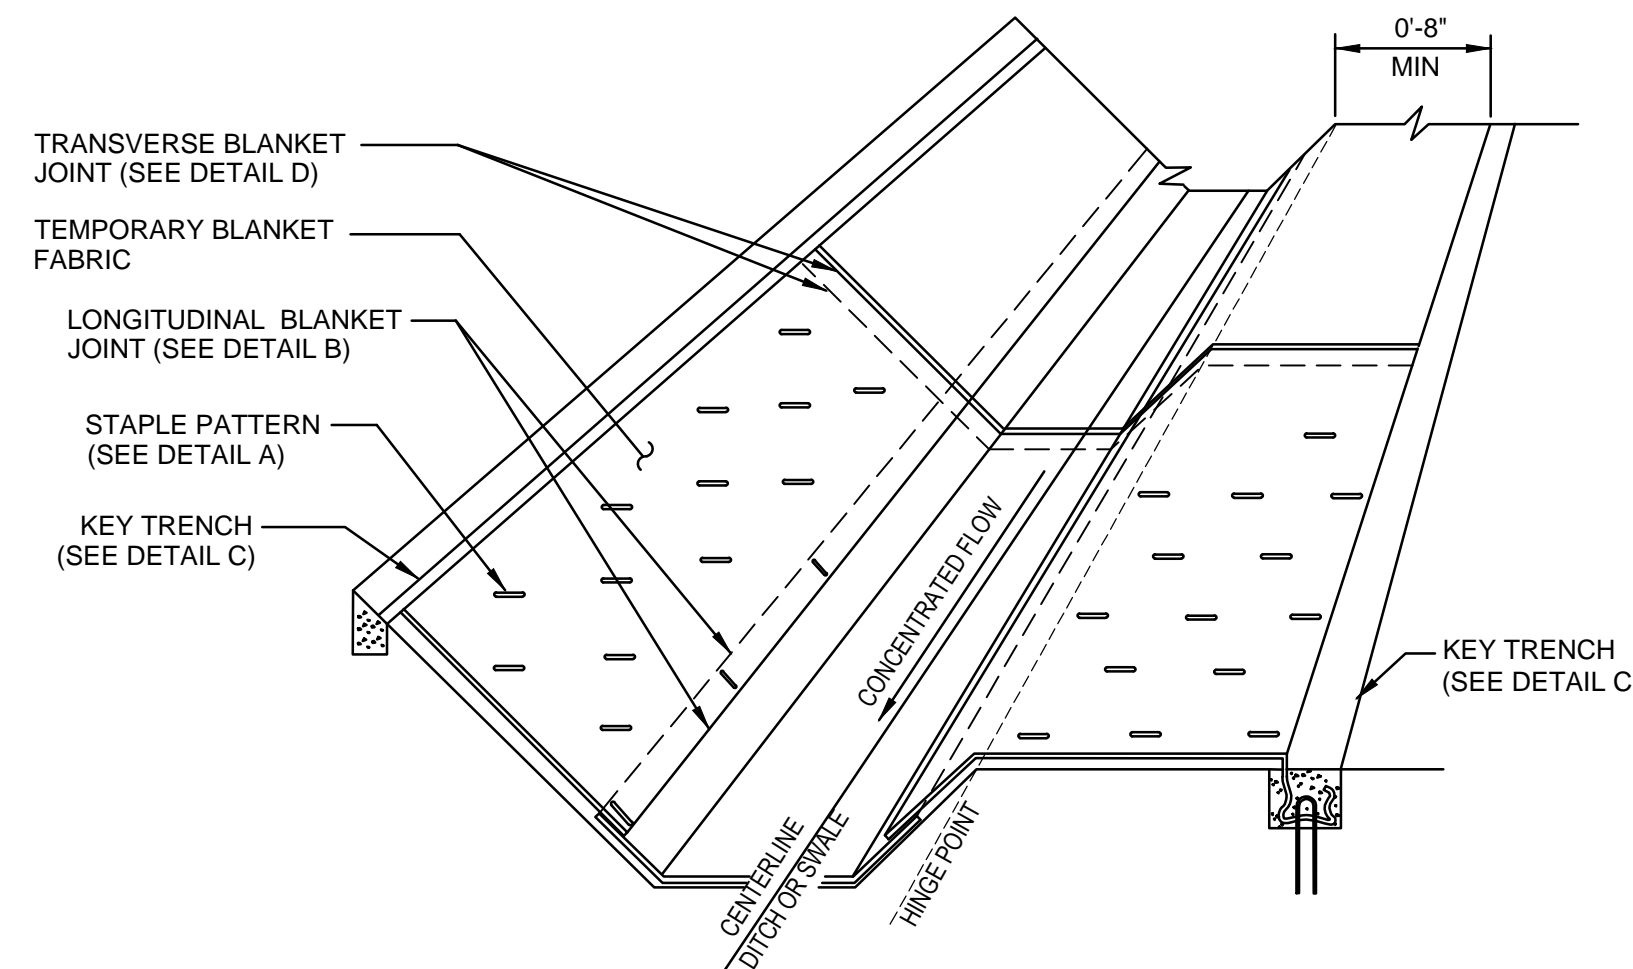 0'-8"
MIN
TRANSVERSE BLANKET
JOINT (SEE DETAIL D)
TEMPORARY BLANKET
FABRIC
LONGITUDINAL BLANKET
JOINT (SEE DETAIL B)
STAPLE PATTERN
(SEE DETAIL A)
KEY TRENCH
(SEE DETAIL C)
CONCENTRATED FLOW
KEY TRENCH
(SEE DETAIL C
CENTERLINE
DITCH OR SWALE
HINGE POINT